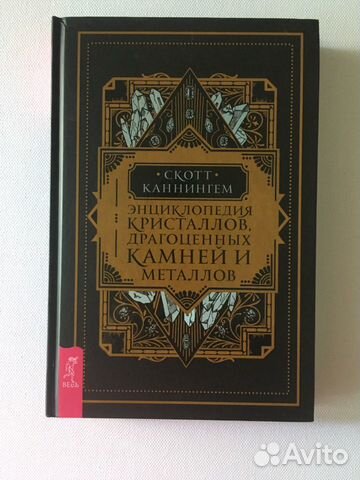 СКОТТ
КАННИНГЕМ
ЭНЦИКЛОПЕДИЯ
КРИСТАЛЛОВ,
ДРАГОЦЕННЫХ
КАМНЕЙ И
МЕТАЛЛОВ
ВЕСЬ
Avito